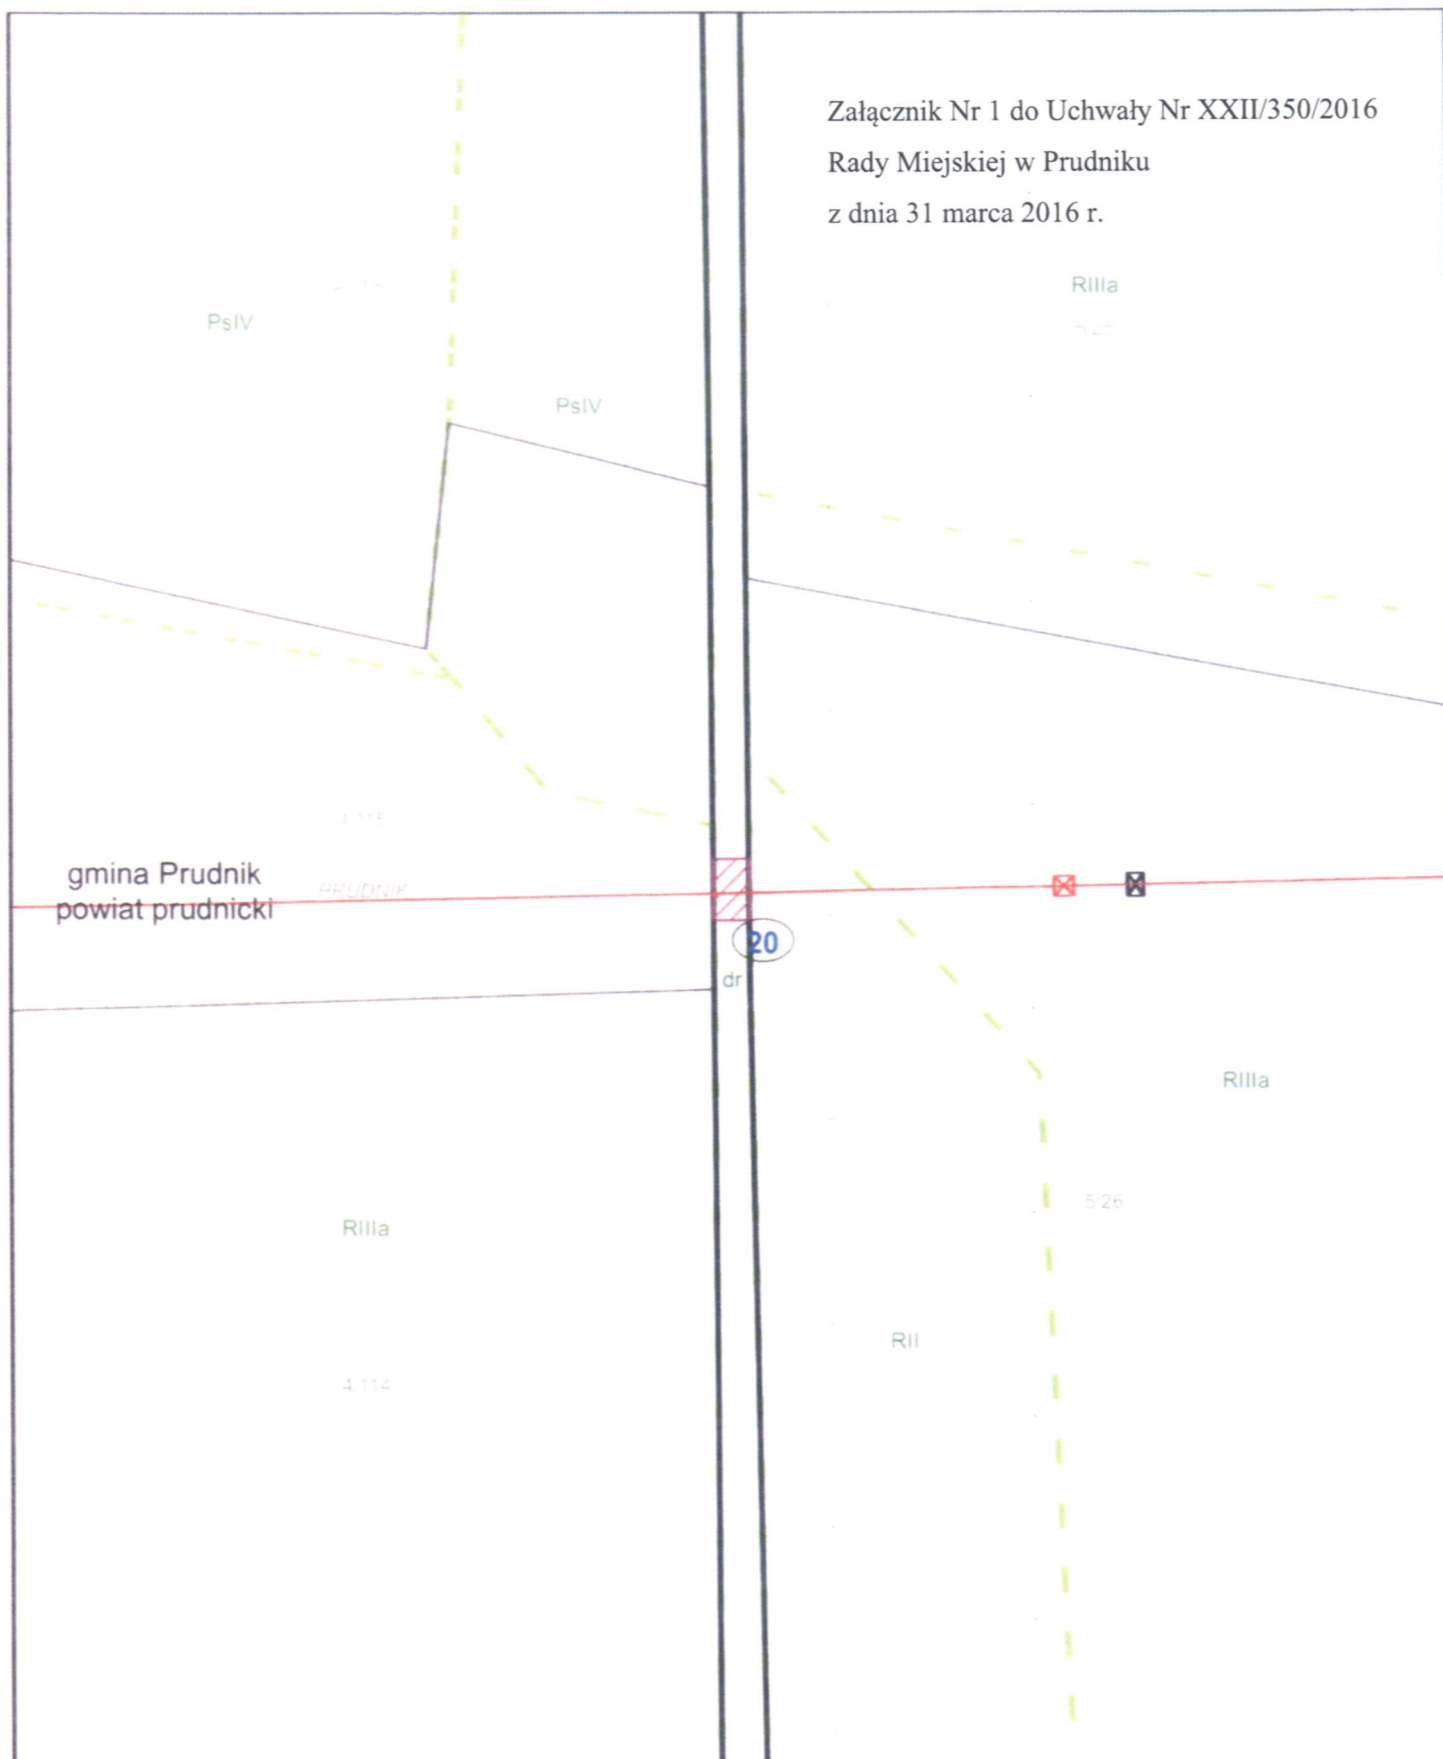 Załącznik Nr 1 do Uchwały Nr XXII/350/2016
Rady Miejskiej w Prudniku
z dnia 31 marca 2016 r.
RIIIa
PsIV
PsIV
gmina Prudnik
powiat prudnicki
PRUDNIK
20
dr
RIIIa
5:26
RIIIa
RII
4:114